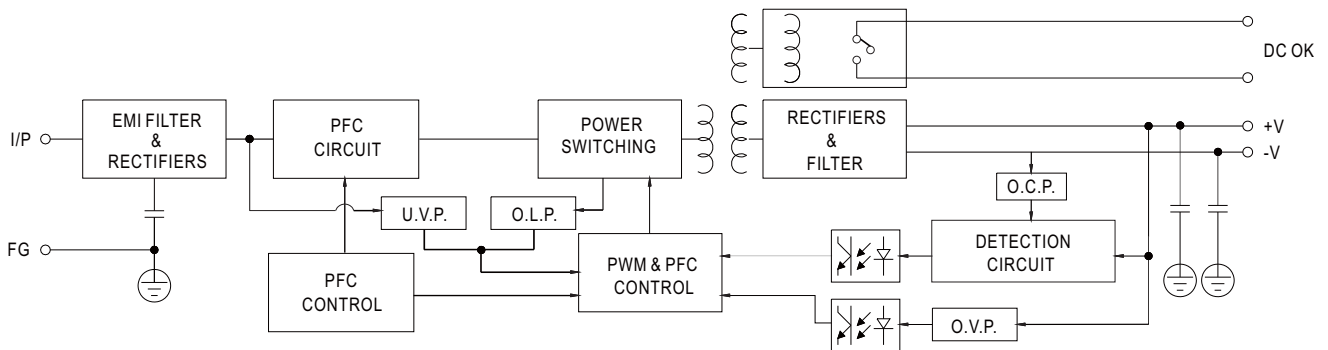 DC OK
I/P
EMI FILTER
&
RECTIFIERS
PFC
CIRCUIT
POWER
SWITCHING
RECTIFIERS
&
FILTER
+V
-V
U.V.P.
O.L.P.
O.C.P.
FG
PFC
CONTROL
PWM & PFC
CONTROL
DETECTION
CIRCUIT
O.V.P.